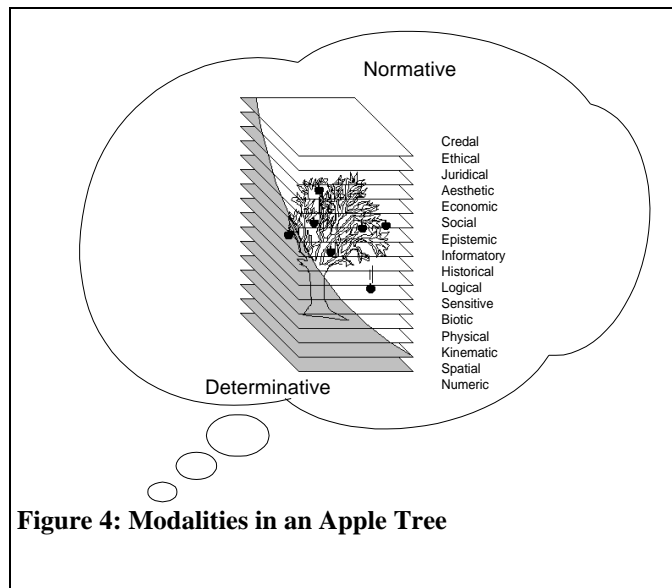 Normative
Credal
Ethical
Juridical
Aesthetic
Economic
Social
Epistemic
Informatory
Historical
Logical
Sensitive
Biotic
Physical
Kinematic
Spatial
Numeric
Determinative
Figure 4: Modalities in an Apple Tree